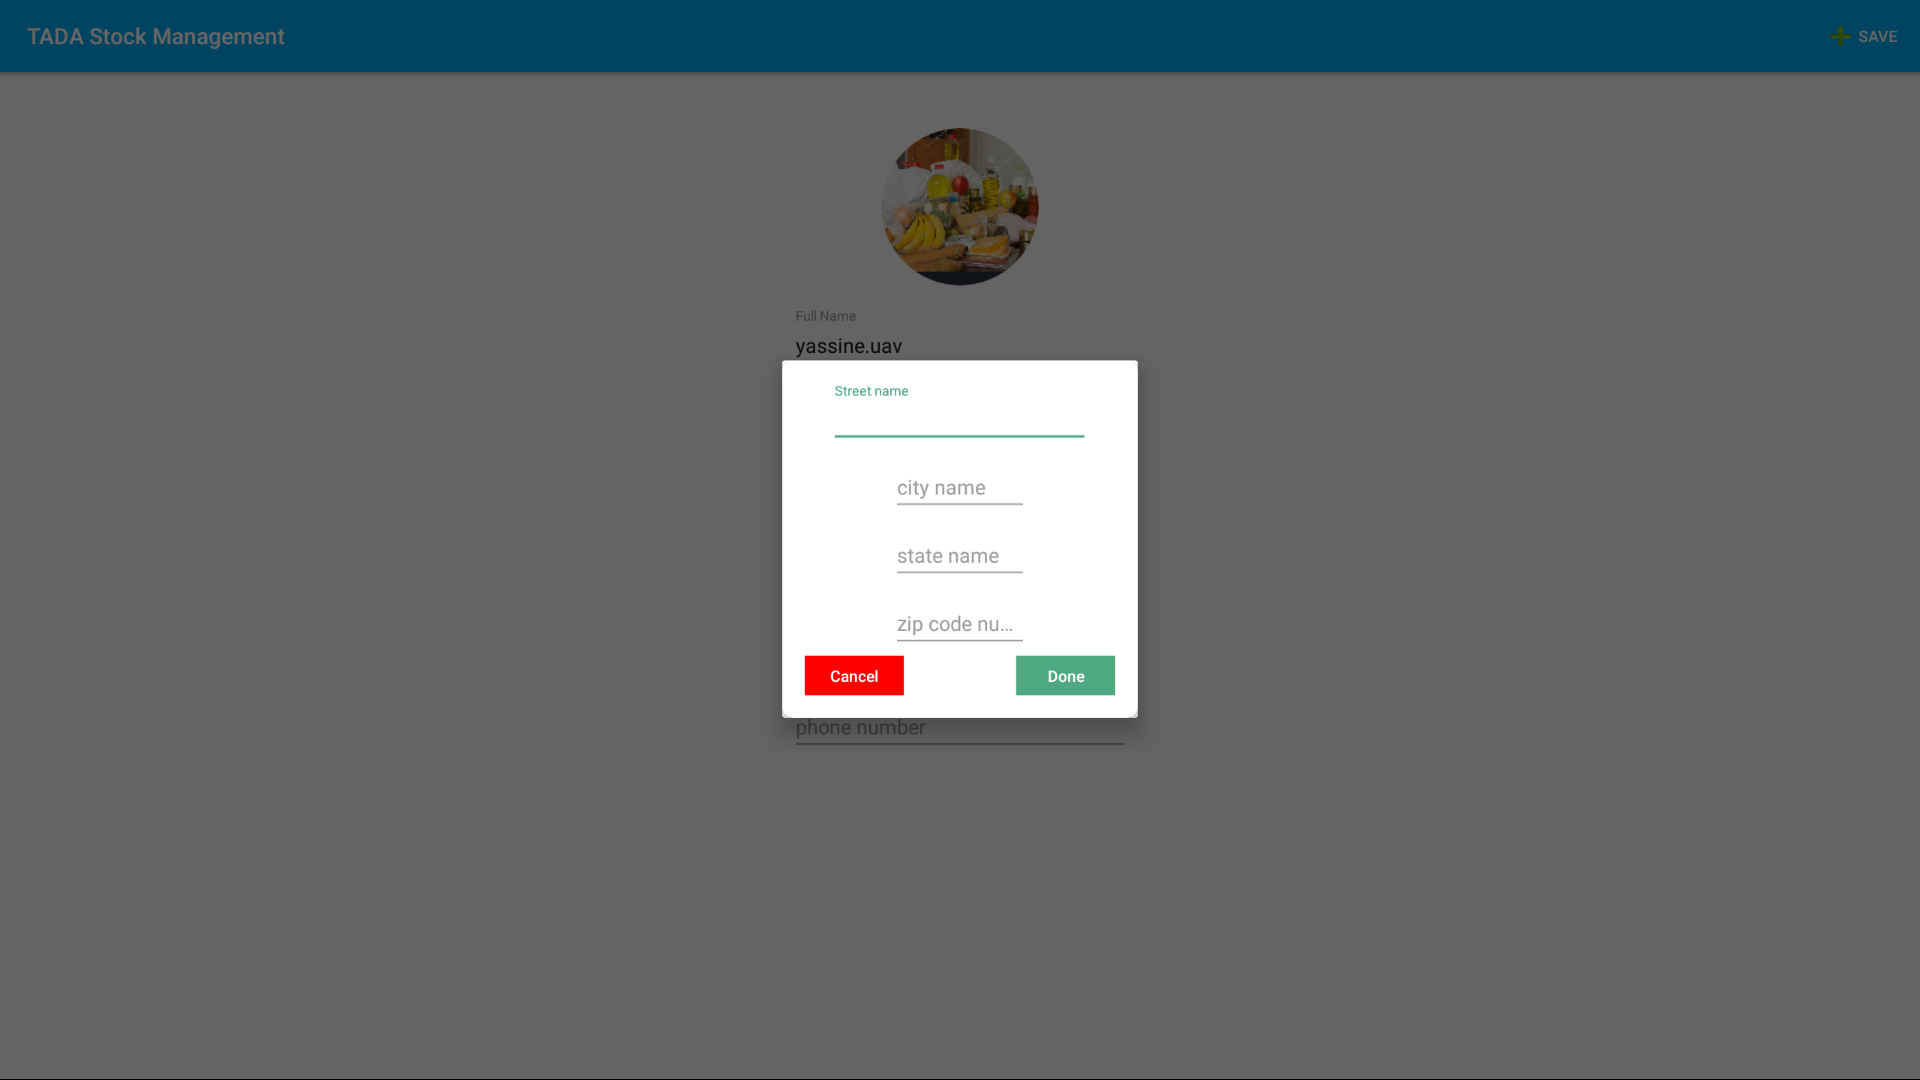 TADA Stock Management
SAVE
Full Name
yassine.uav
Street name
city name
state name
zip code nu...
Cancel
Done
phone number